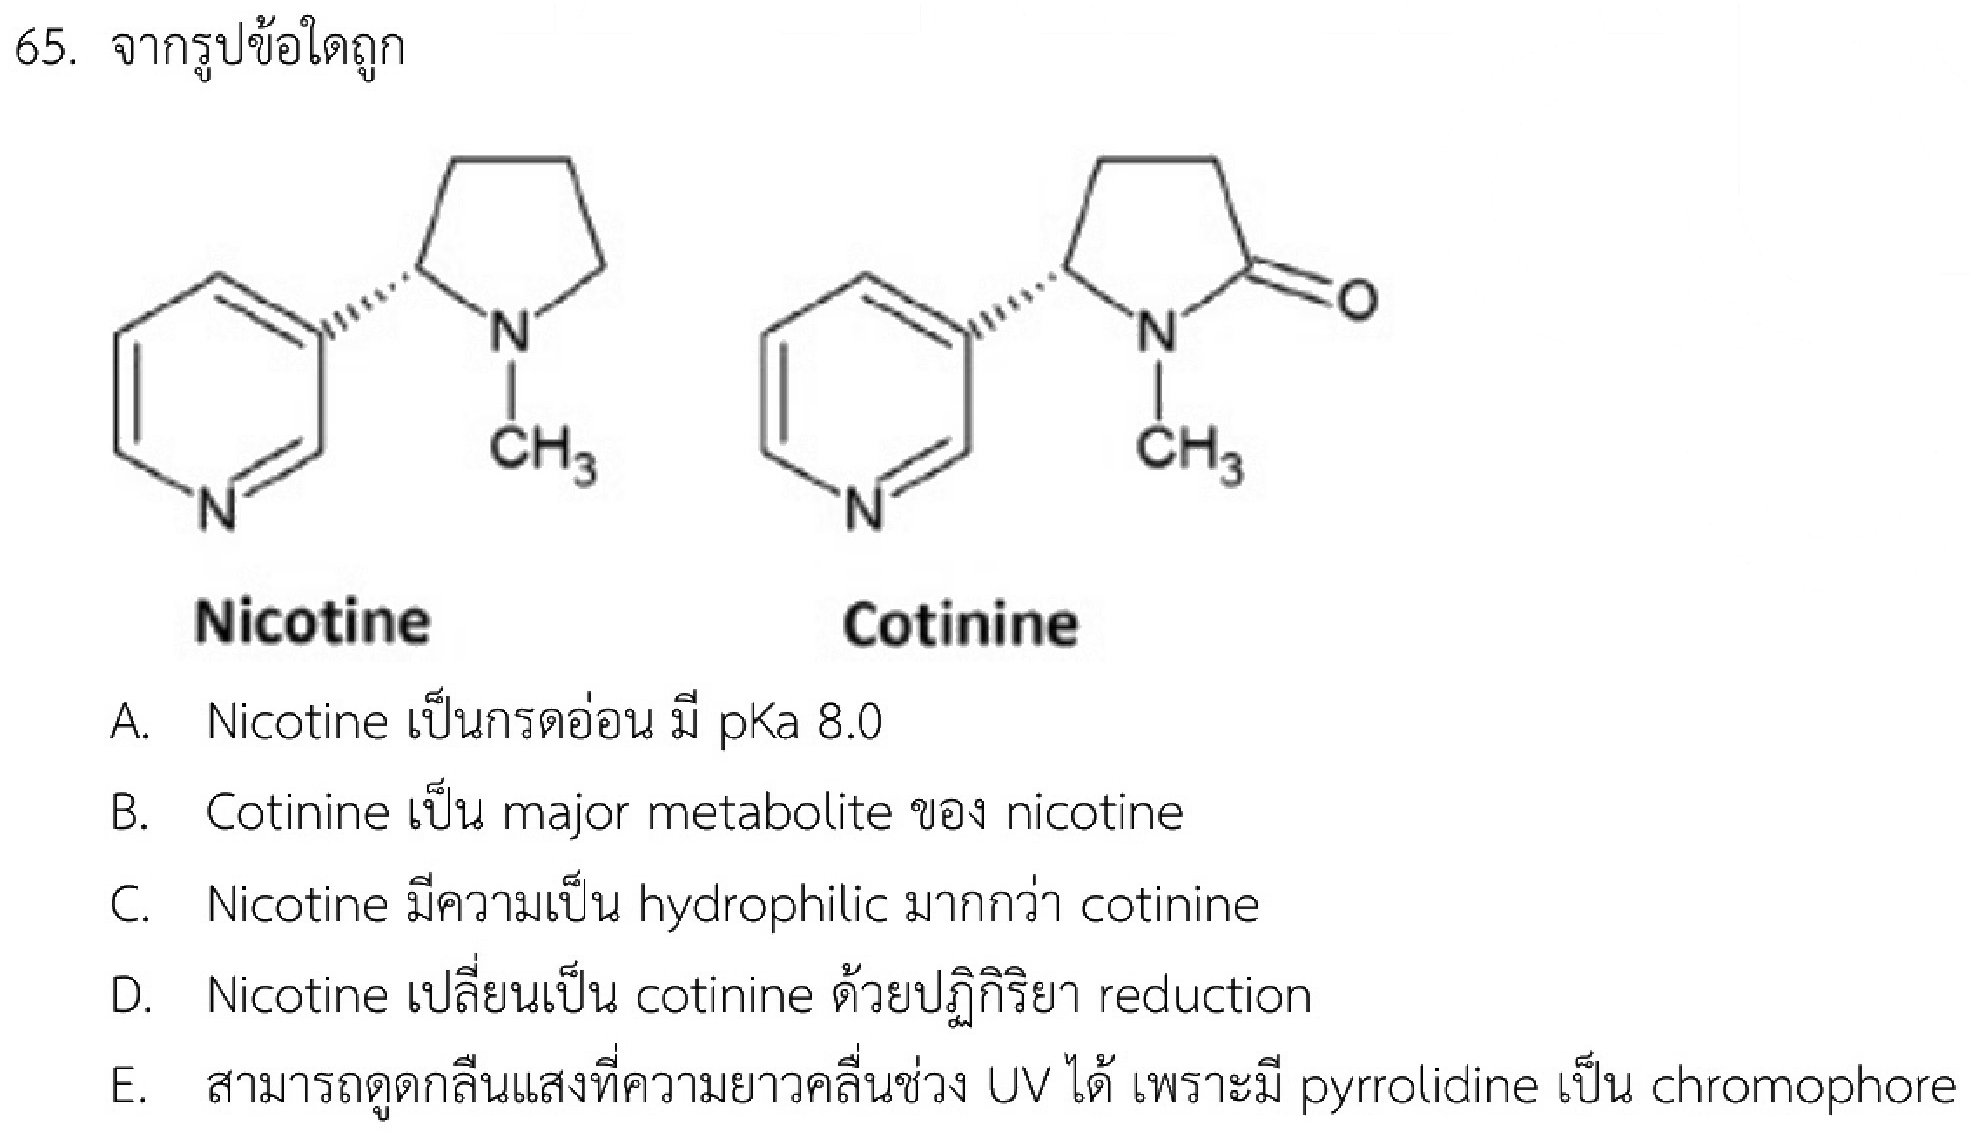 65. จากรูปข้อใดถูก
N
N
CH3
N
N
CH3
O
Nicotine
Cotinine
A. Nicotine เป็นกรดอ่อน มี pKa 8.0
B. Cotinine เป็น major metabolite ของ nicotine
C. Nicotine มีความเป็น hydrophilic มากกว่า cotinine
D. Nicotine เปลี่ยนเป็น cotinine ด้วยปฏิกิริยา reduction
E. สามารถดูดกลืนแสงที่ความยาวคลื่นช่วง UV ได้ เพราะมี pyrrolidine เป็น chromophore